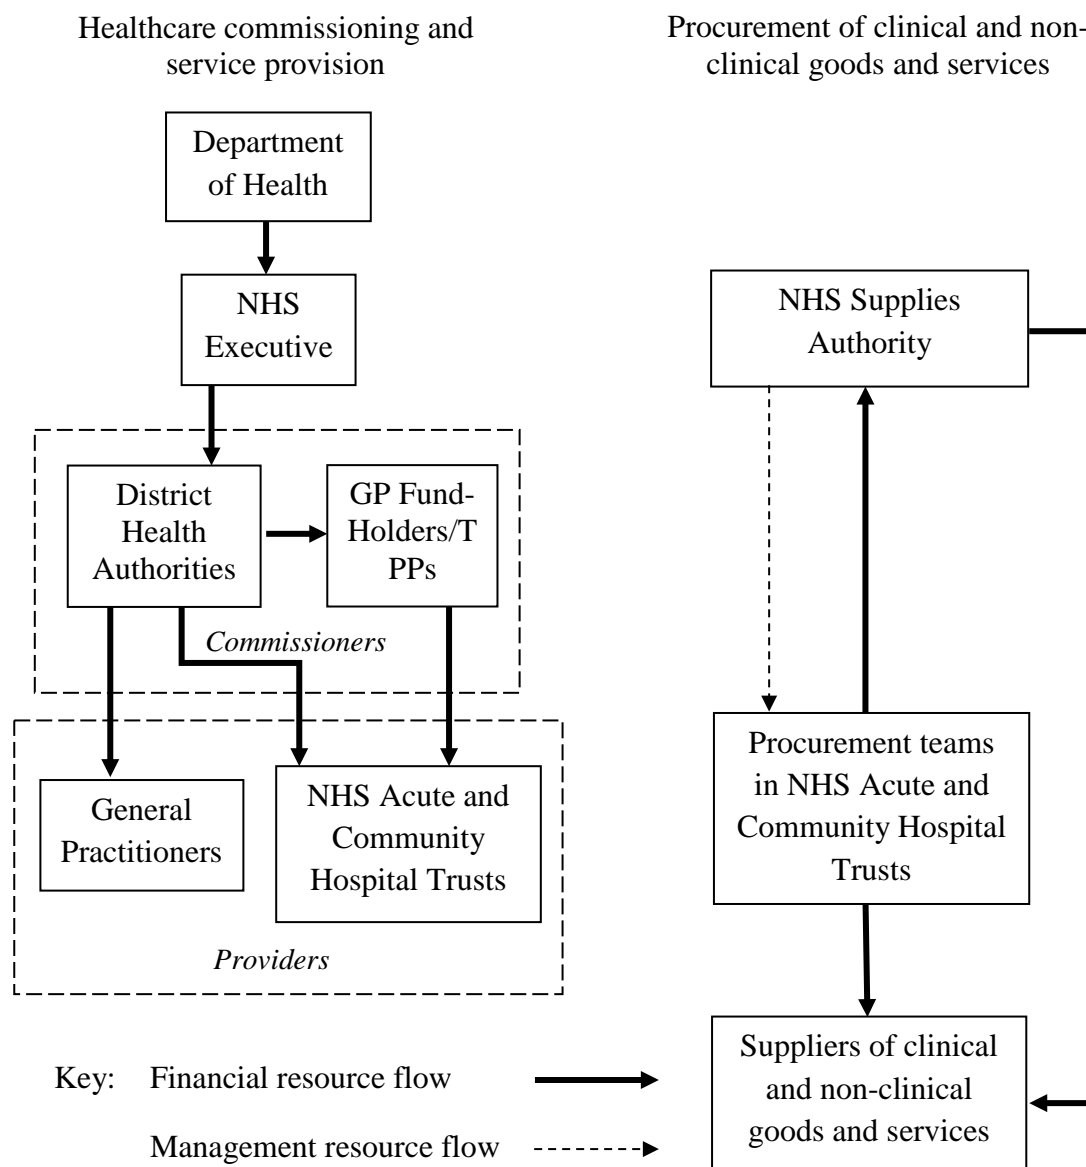 Healthcare commissioning and
service provision
Procurement of clinical and non-
clinical goods and services
Department
of Health
NHS
Executive
NHS Supplies
Authority
District
Health
Authorities
GP Fund-
Holders/T
PPs
Commissioners
General
Practitioners
NHS Acute and
Community
Hospital Trusts
Providers
Procurement teams
in NHS Acute and
Community Hospital
Trusts
Suppliers of clinical
and non-clinical
goods and services
Key: Financial resource flow
Management resource flow